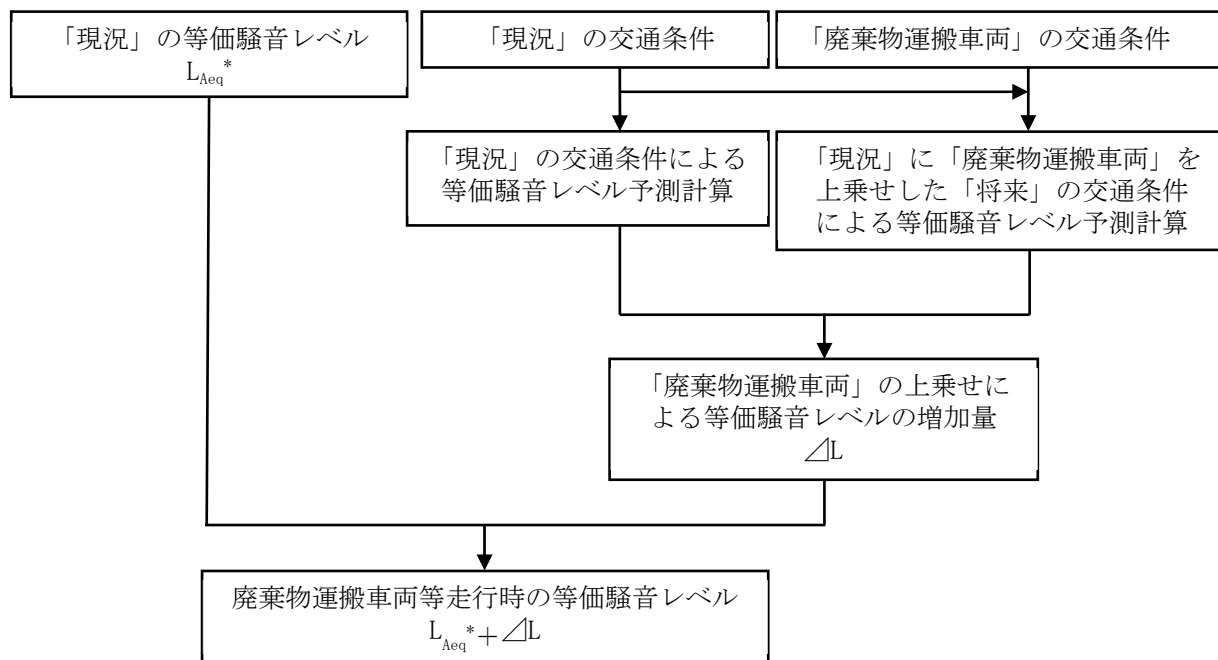 「現況」の等価騒音レベル
L_Aeq*
「現況」の交通条件
「廃棄物運搬車両」の交通条件
「現況」の交通条件による
等価騒音レベル予測計算
「現況」に「廃棄物運搬車両」を
上乗せした「将来」の交通条件
による等価騒音レベル予測計算
「廃棄物運搬車両」の上乗せに
よる等価騒音レベルの増加量
⊿L
廃棄物運搬車両等走行時の等価騒音レベル
L_Aeq*+⊿L